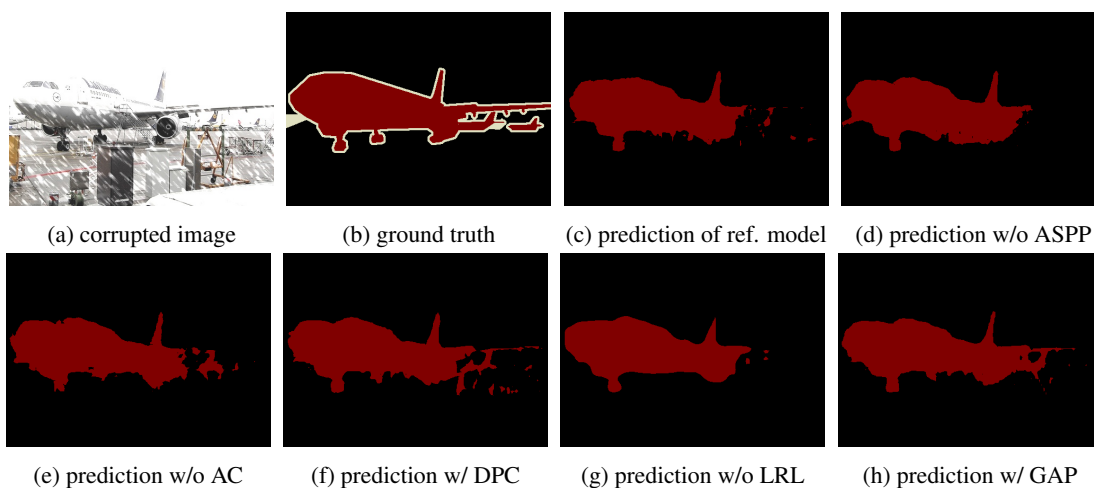 (a) corrupted image
(b) ground truth
(c) prediction of ref. model
(d) prediction w/o ASPP
(e) prediction w/o AC
(f) prediction w/ DPC
(g) prediction w/o LRL
(h) prediction w/ GAP